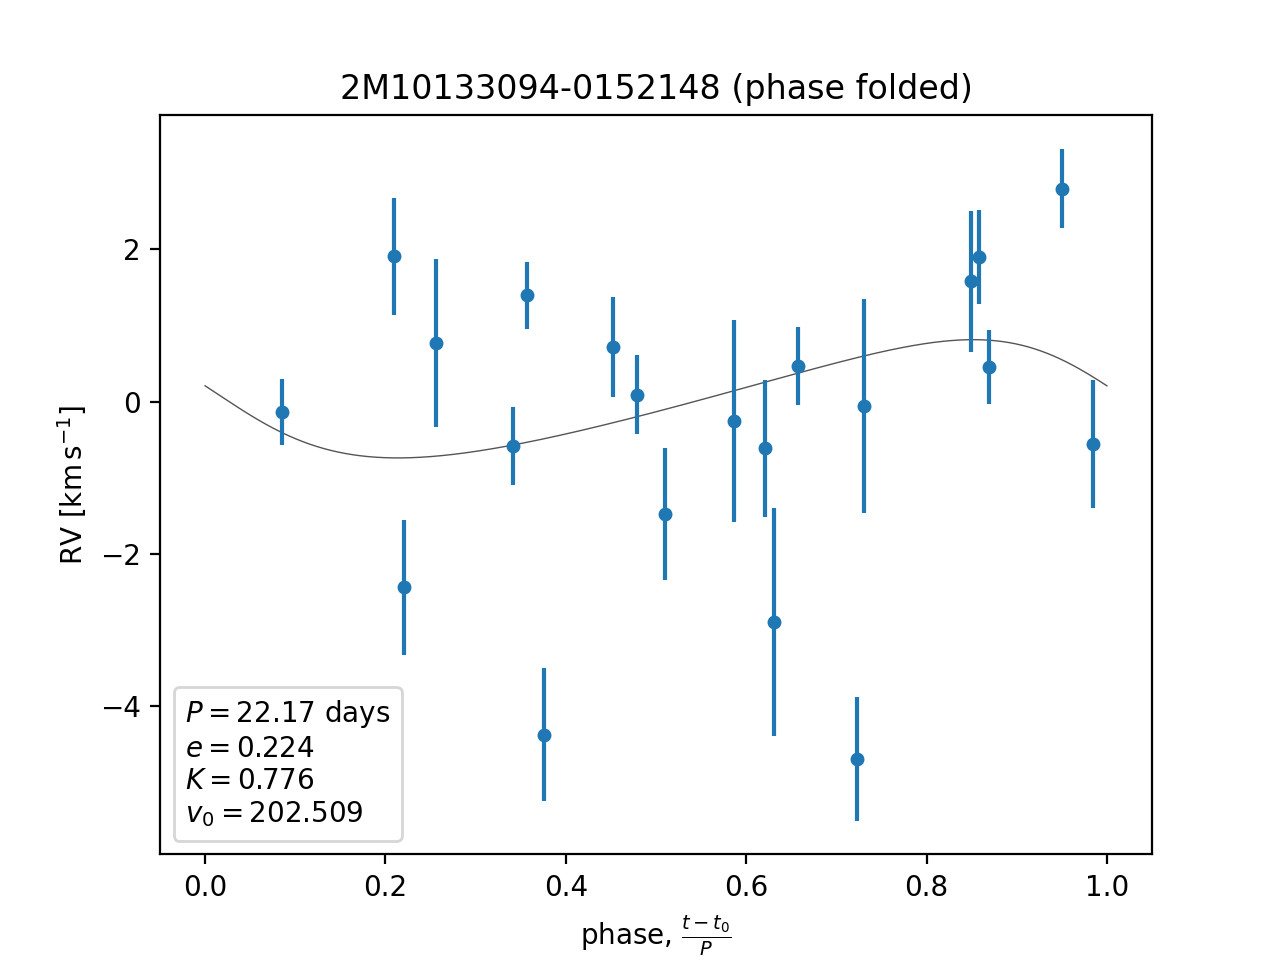 2M10133094-0152148 (phase folded)
RV [km s⁻¹]
2
0
−2
−4
P = 22.17 days
e = 0.224
K = 0.776
v₀ = 202.509
0.0 0.2 0.4 0.6 0.8 1.0
phase, (t − t₀)/P